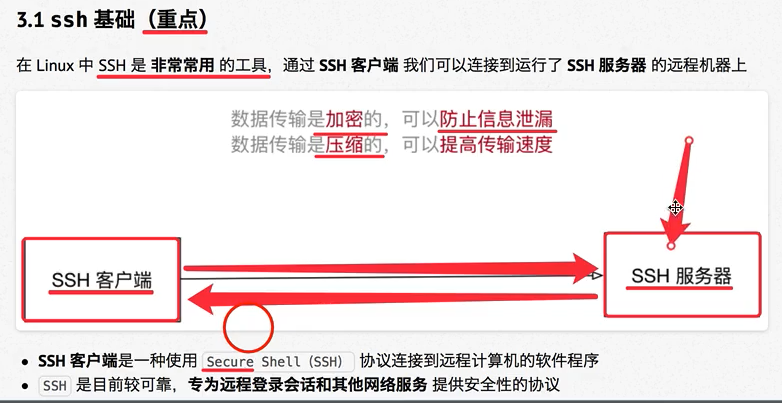 3.1 ssh 基础（重点）
在 Linux 中 SSH 是 非常常用 的工具，通过 SSH 客户端 我们可以连接到运行了 SSH 服务器 的远程机器上
数据传输是加密的，可以防止信息泄漏
数据传输是压缩的，可以提高传输速度
SSH 客户端
SSH 服务器
SSH 客户端是一种使用 Secure Shell（SSH） 协议连接到远程计算机的软件程序
SSH 是目前较可靠，专为远程登录会话和其他网络服务 提供安全性的协议